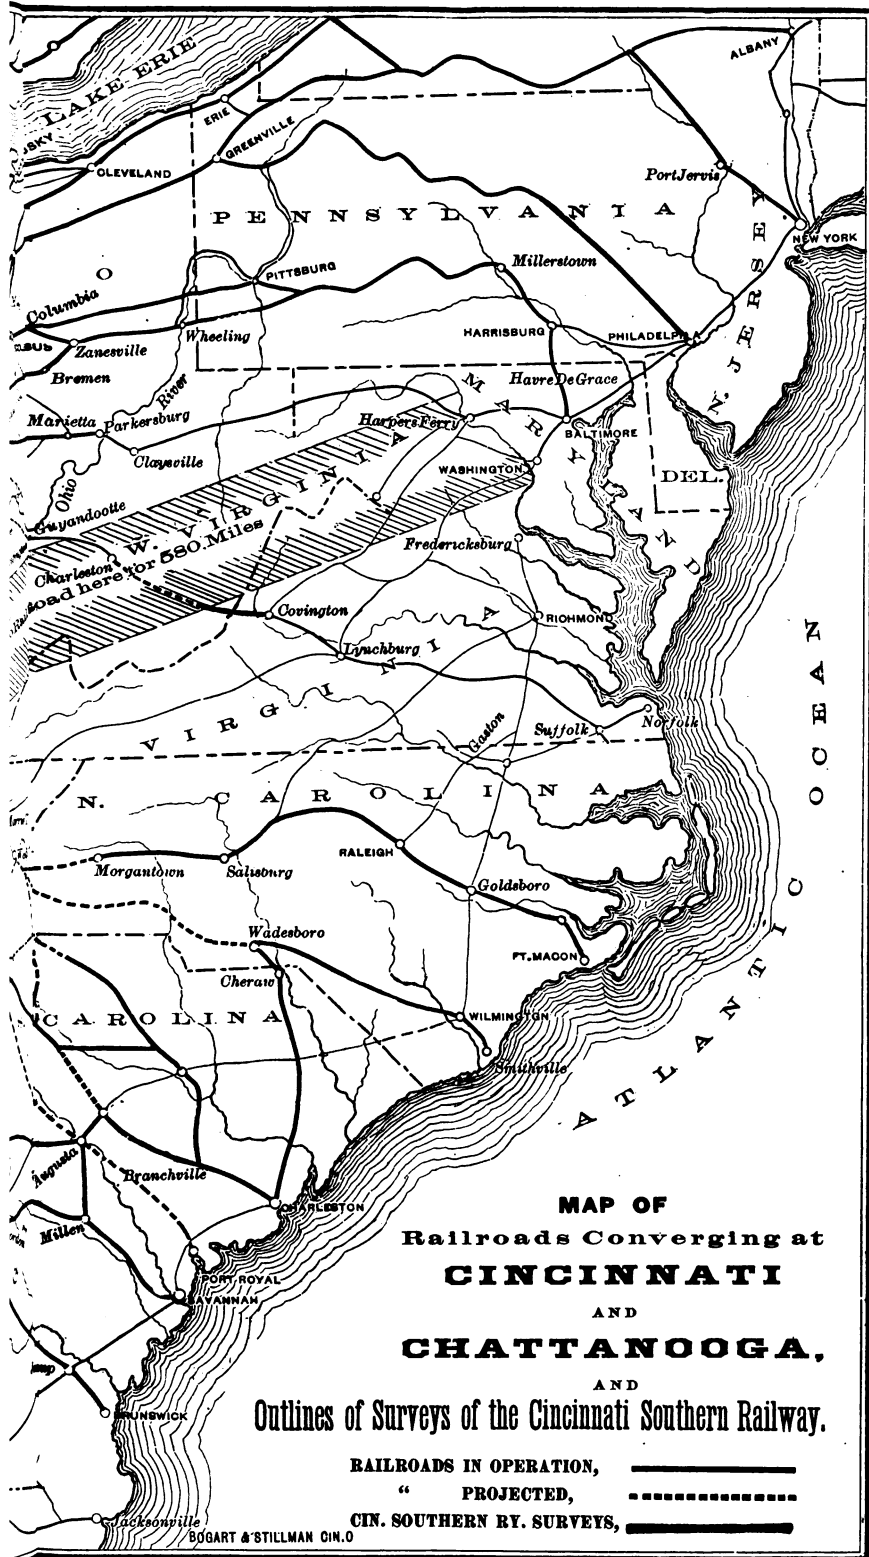 LAKE ERIE
ALBANY
ERIE
GREENVILLE
CLEVELAND
Port Jervis
PENNSYLVANIA
NEW YORK
N. JERSEY
O
PITTSBURG
Millerstown
Columbia
HARRISBURG
PHILADELPHIA
Wheeling
Zanesville
Bremen
Havre De Grace
MARYLAND
River
Marietta
Parkersburg
Harpers Ferry
BALTIMORE
Claysville
WASHINGTON
DEL.
Ohio
W. VIRGINIA
Guyandotte
oad here for 580 Miles
Fredericksburg
Charleston
Covington
RICHMOND
Lynchburg
VIRGINIA
Gaston
Suffolk
Norfolk
N. CAROLINA
RALEIGH
Morgantown
Salisburg
Goldsboro
Wadesboro
FT. MACON
Cheraw
CAROLINA
WILMINGTON
Smithville
ATLANTIC OCEAN
Augusta
Branchville
CHARLESTON
Millen
PORT ROYAL
SAVANNAH
BRUNSWICK
Jacksonville
MAP OF
Railroads Converging at
CINCINNATI
AND
CHATTANOOGA,
AND
Outlines of Surveys of the Cincinnati Southern Railway.
RAILROADS IN OPERATION,
“ PROJECTED,
CIN. SOUTHERN RY. SURVEYS,
BOGART & STILLMAN CIN. O